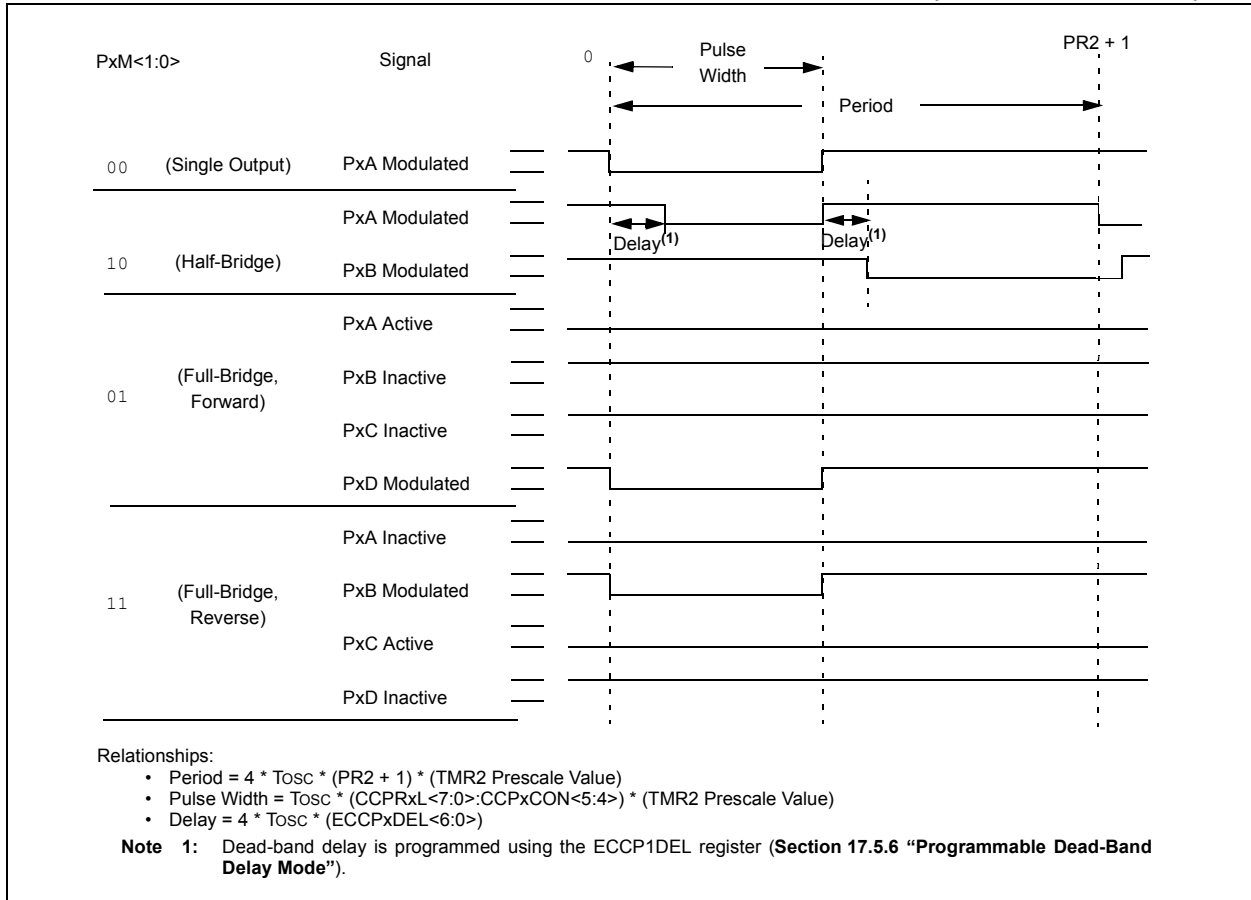 PxM<1:0> Signal 0 Pulse Width PR2 + 1
Period
00 (Single Output) PxA Modulated
PxA Modulated
Delay(1) Delay(1)
10 (Half-Bridge) PxB Modulated
PxA Active
01 (Full-Bridge, Forward) PxB Inactive
PxC Inactive
PxD Modulated
PxA Inactive
11 (Full-Bridge, Reverse) PxB Modulated
PxC Active
PxD Inactive
Relationships:
• Period = 4 * TOSC * (PR2 + 1) * (TMR2 Prescale Value)
• Pulse Width = TOSC * (CCPRxL<7:0>:CCPxCON<5:4>) * (TMR2 Prescale Value)
• Delay = 4 * TOSC * (ECCPxDEL<6:0>)
Note 1: Dead-band delay is programmed using the ECCP1DEL register (Section 17.5.6 “Programmable Dead-Band
Delay Mode”).